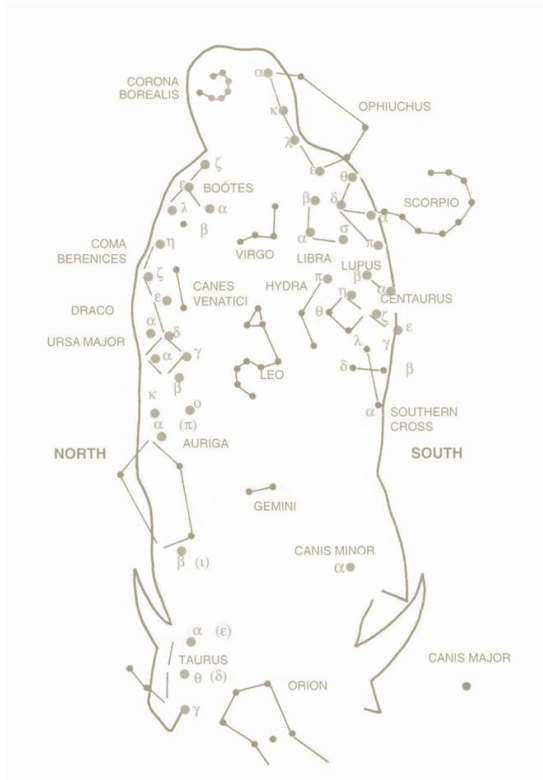 CORONA
BOREALIS
α
κ
OPHIUCHUS
χ
ε
ζ
ε
BOÖTES
λ
α
β
θ
β
δ
α
SCORPIO
α
σ
π
VIRGO
LIBRA
LUPUS
η
COMA
BERENICES
ζ
CANES
VENATICI
HYDRA
π
β
α
η
CENTAURUS
ε
DRACO
α
δ
θ
ζ
ε
URSA MAJOR
α
γ
λ
γ
β
LEO
δ
β
κ
ο
α
(π)
AURIGA
α
SOUTHERN
CROSS
NORTH
SOUTH
GEMINI
β (ι)
CANIS MINOR
α
α (ε)
TAURUS
θ (δ)
γ
ORION
CANIS MAJOR